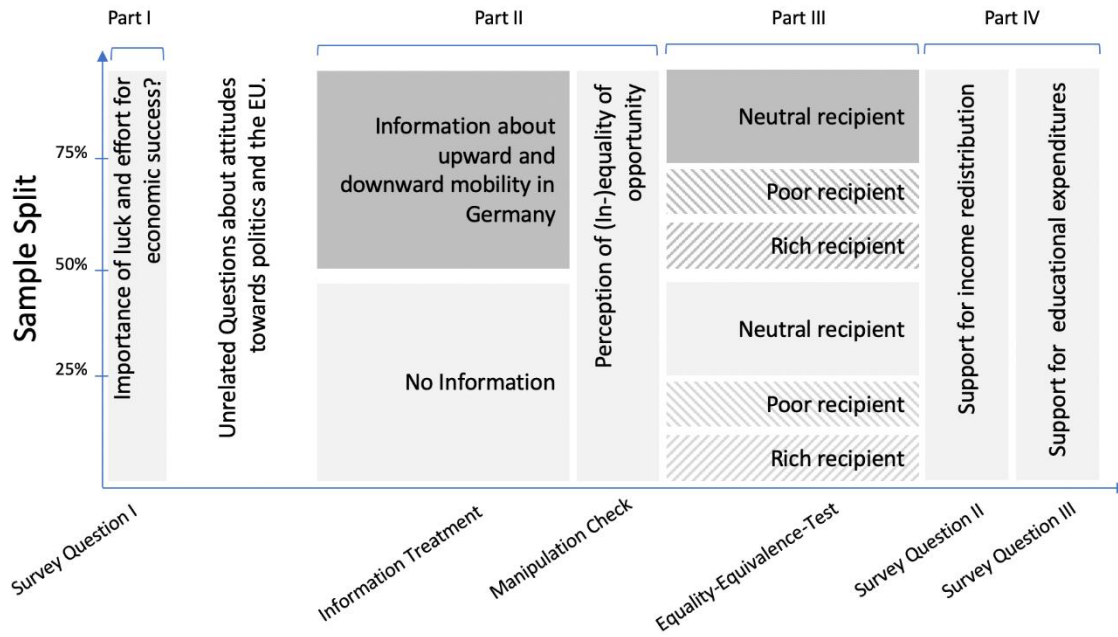 Part I
Part II
Part III
Part IV
Sample Split
75%
50%
25%
Importance of luck and effort for
economic success?
Unrelated Questions about attitudes
towards politics and the EU.
Information about
upward and
downward mobility in
Germany
No Information
Perception of (In-)equality of
opportunity
Neutral recipient
Poor recipient
Rich recipient
Neutral recipient
Poor recipient
Rich recipient
Support for income redistribution
Support for educational expenditures
Survey Question I
Information Treatment
Manipulation Check
Equality-Equivalence-Test
Survey Question II
Survey Question III